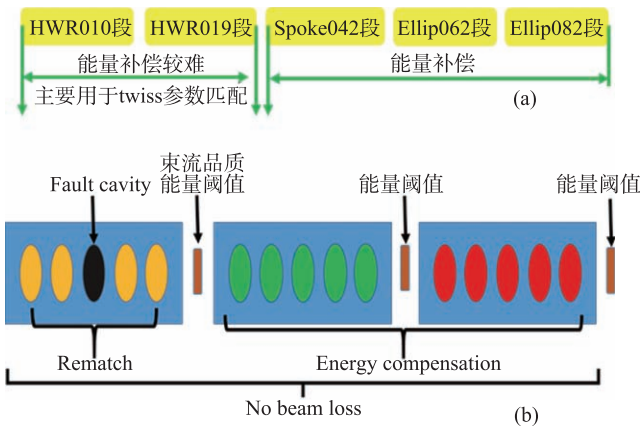 HWR010段 HWR019段 Spoke042段 Ellip062段 Ellip082段
能量补偿较难 能量补偿
主要用于twiss参数匹配
(a)
束流品质
Fault cavity 能量阈值 能量阈值 能量阈值
Rematch Energy compensation
No beam loss
(b)